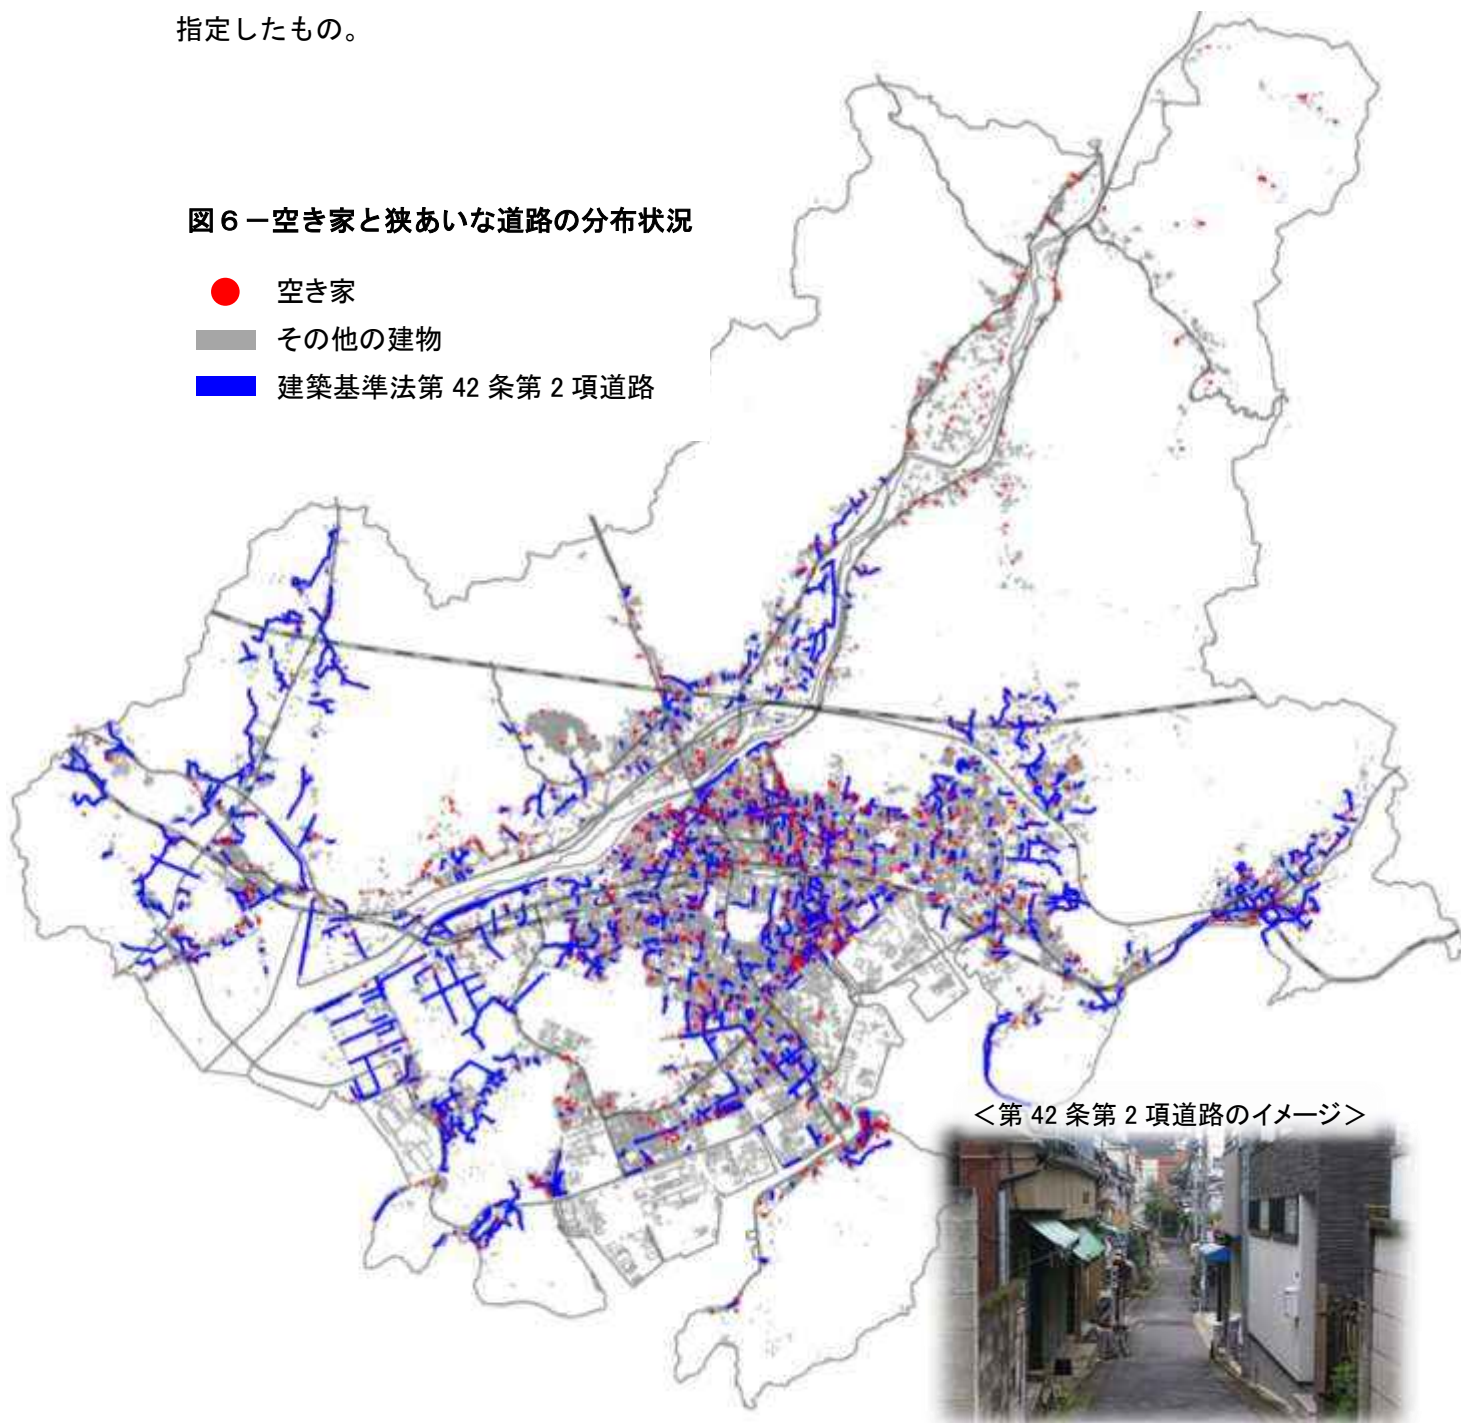 指定したもの。
図６－空き家と狭あいな道路の分布状況
空き家
その他の建物
建築基準法第 42 条第 2 項道路
＜第 42 条第 2 項道路のイメージ＞